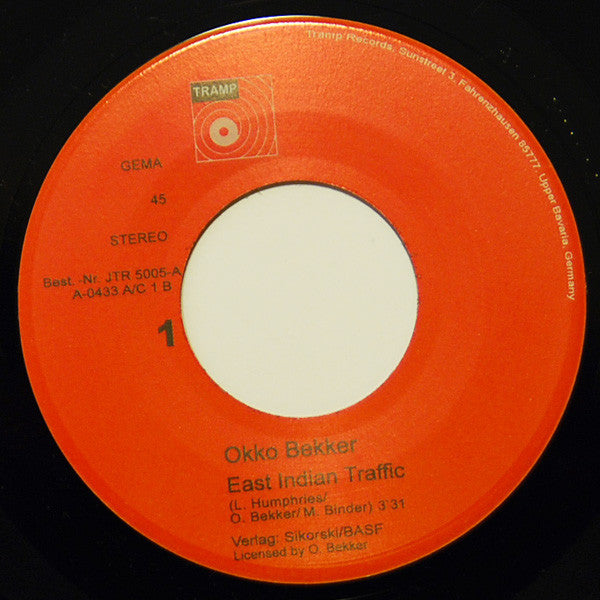 Tramp Records, Sunstreet 3, Fahrenzhausen 85777, Upper Bavaria, Germany
TRAMP
GEMA
45
STEREO
Best. -Nr. JTR 5005-A
A-0433 A/C 1 B
1
Okko Bekker
East Indian Traffic
(L. Humphries/
O. Bekker/ M. Binder) 3'31
Verlag: Sikorski/BASF
Licensed by O. Bekker